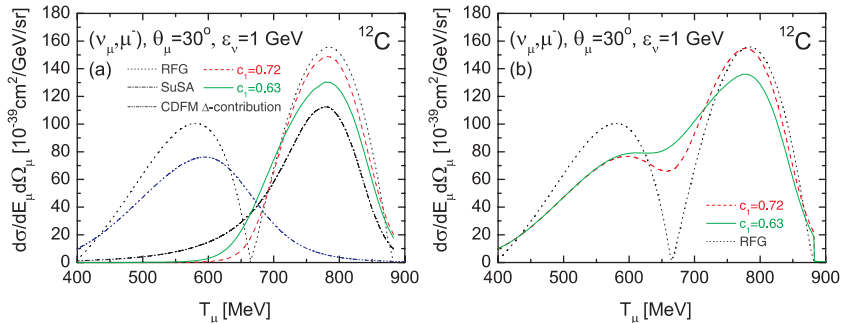 (ν_μ,μ⁻), θ_μ=30°, ε_ν=1 GeV
¹²C
(a)
RFG
c₁=0.72
SuSA
c₁=0.63
CDFM Δ-contribution
dσ/dE_μdΩ_μ [10⁻³⁹cm²/GeV/sr]
160
140
120
100
80
60
40
20
0
400 500 600 700 800 900
T_μ [MeV]
(ν_μ,μ⁻), θ_μ=30°, ε_ν=1 GeV
¹²C
(b)
dσ/dE_μdΩ_μ [10⁻³⁹cm²/GeV/sr]
160
140
120
100
80
60
40
20
0
c₁=0.72
c₁=0.63
RFG
400 500 600 700 800 900
T_μ [MeV]